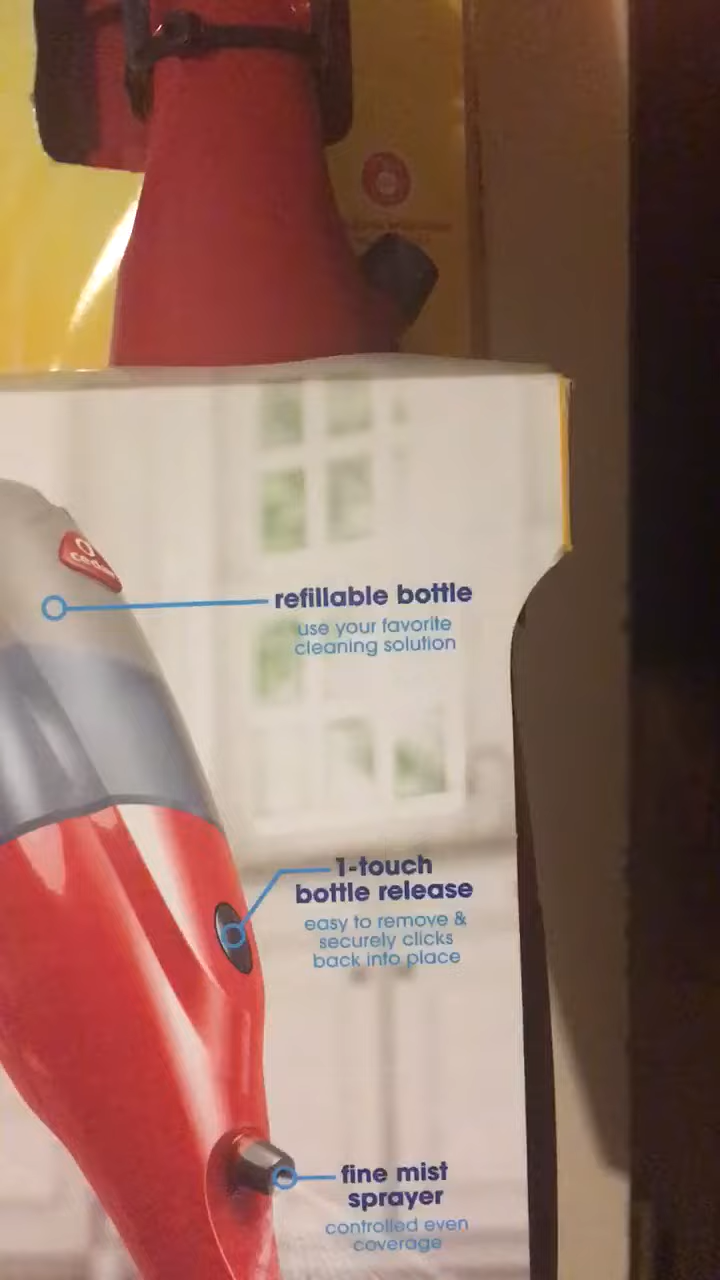 O
ceda
refillable bottle
use your favorite
cleaning solution
1-touch
bottle release
easy to remove &
securely clicks
back into place
fine mist
sprayer
controlled even
coverage